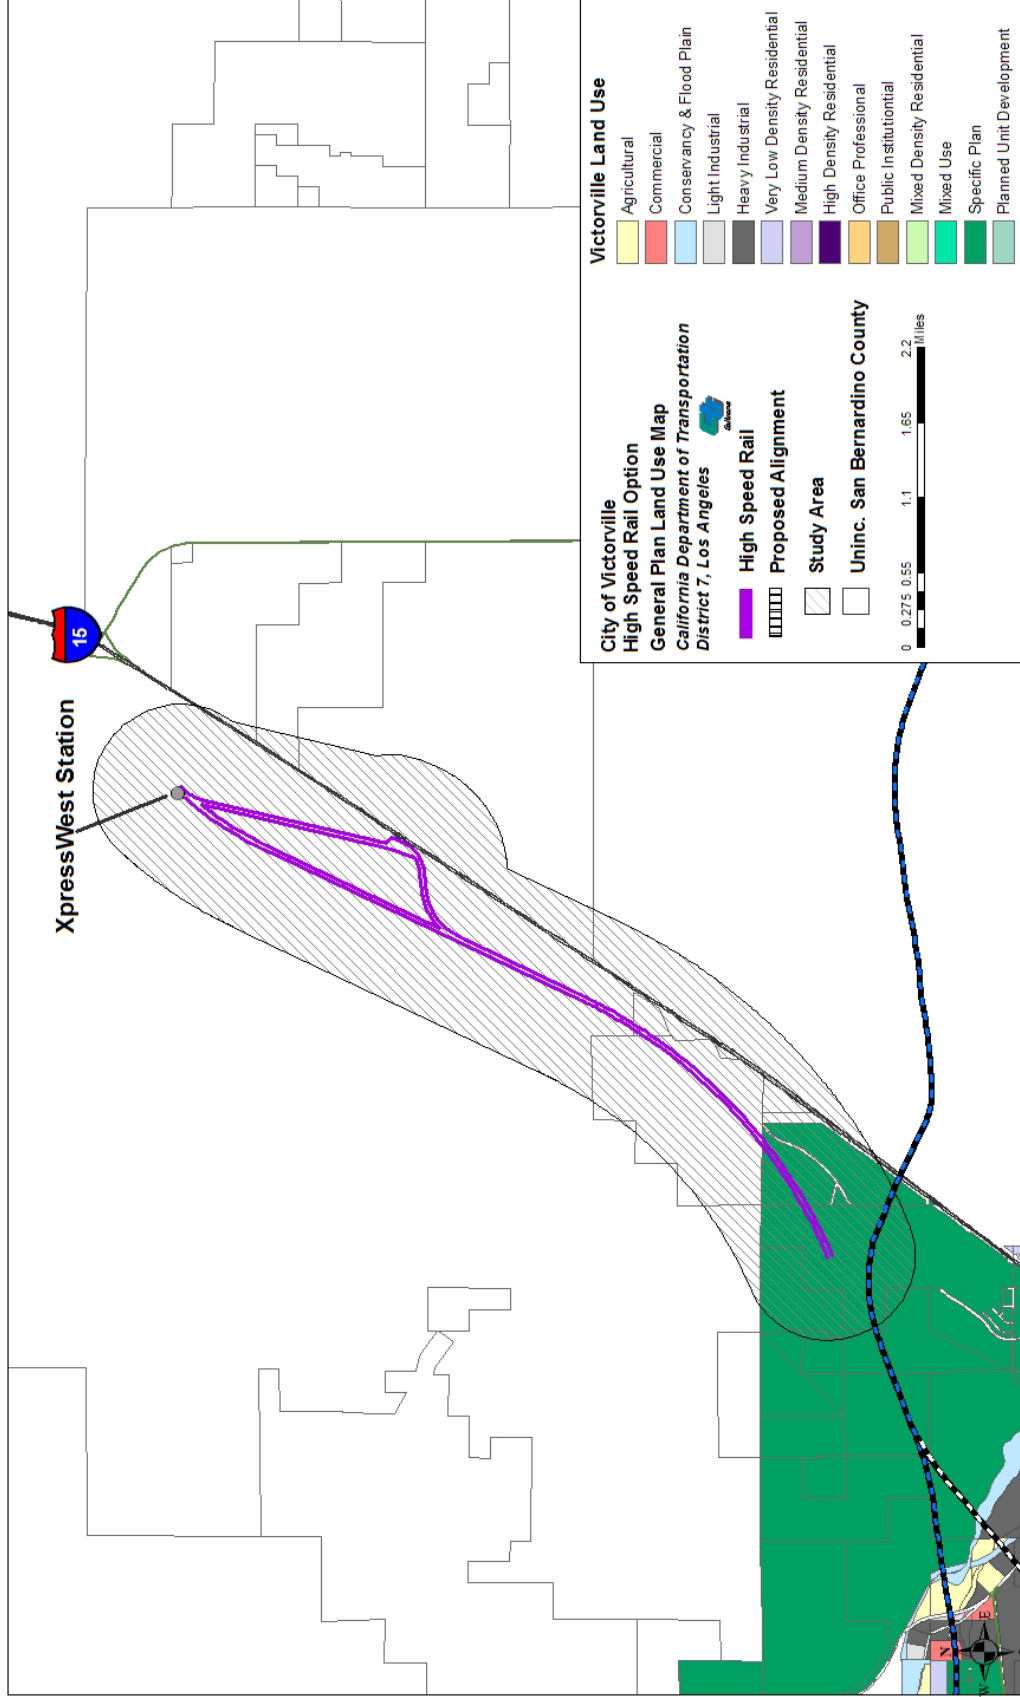 XpressWest Station
15
City of Victorville
High Speed Rail Option
General Plan Land Use Map
California Department of Transportation
District 7, Los Angeles
High Speed Rail
Proposed Alignment
Study Area
Uninc. San Bernardino County
0 0.275 0.55 1.1 1.65 2.2
Miles
Victorville Land Use
Agricultural
Commercial
Conservancy & Flood Plain
Light Industrial
Heavy Industrial
Very Low Density Residential
Medium Density Residential
High Density Residential
Office Professional
Public Institutiontial
Mixed Density Residential
Mixed Use
Specific Plan
Planned Unit Development
N
W
E